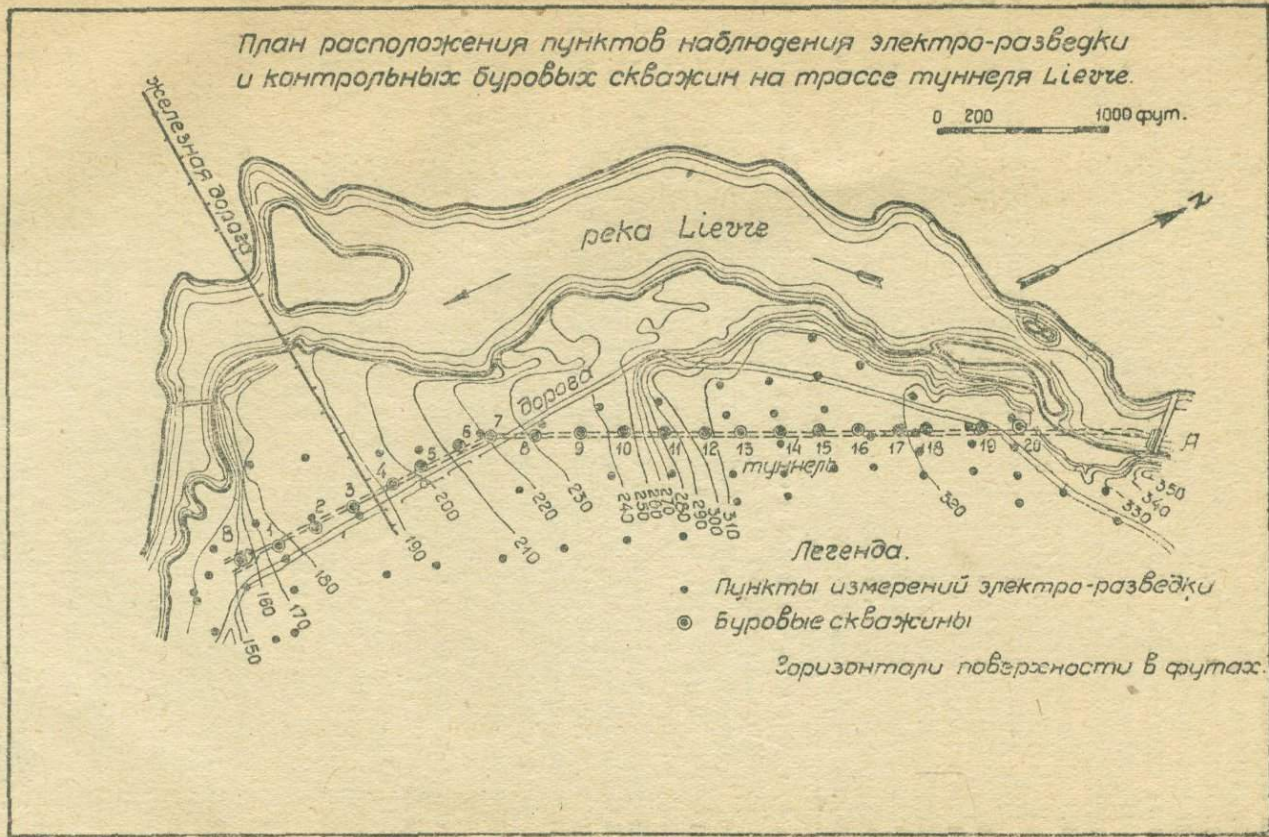 План расположения пунктов наблюдения электро-разведки
и контрольных буровых скважин на трассе туннеля Lievre.
0 200 1000 фут.
железная дорога
река Lievre
N
дорога
7
6
5
4
3
2
1
8
8 9 10 11 12 13 14 15 16 17 18 19 20
A
туннель
150
160
170
180
190
200
210
220
230
240
250
260
270
280
290
300
310
320
330
340
350
Легенда.
Пункты измерений электро-разведки
Буровые скважины
Горизонтали поверхности в футах.